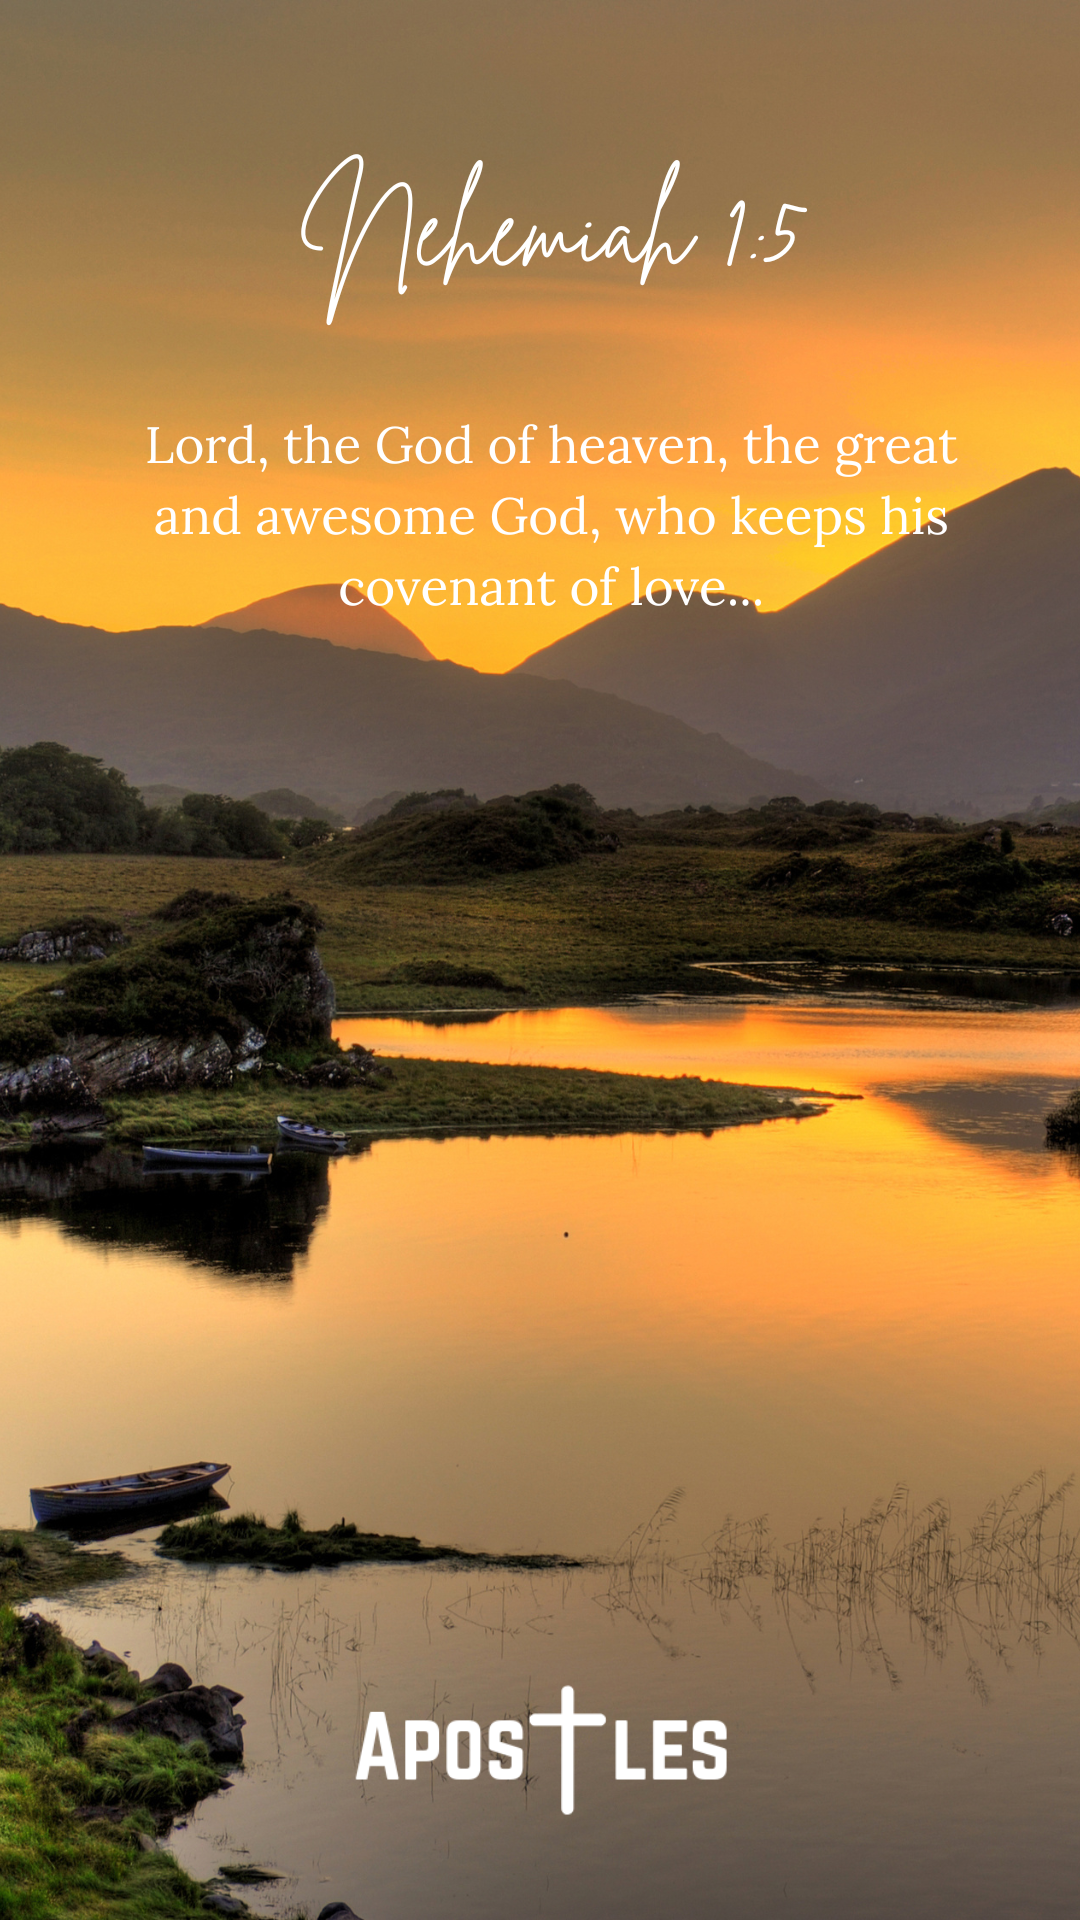 Nehemiah 1:5
Lord, the God of heaven, the great
and awesome God, who keeps his
covenant of love...
APOSTLES